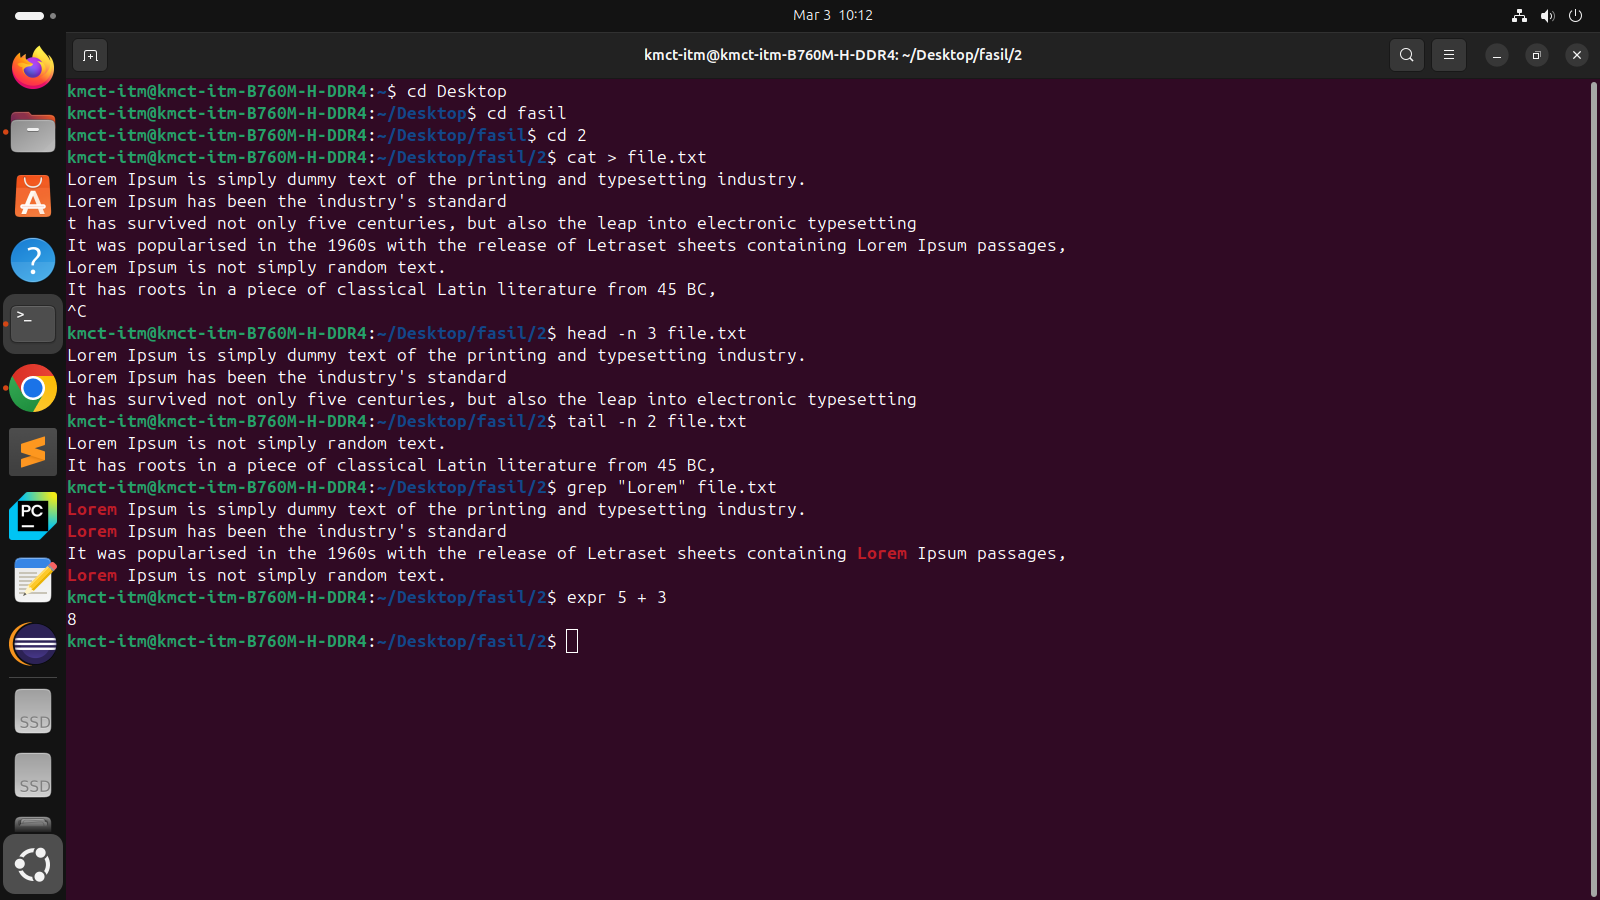 Mar 3 10:12
kmct-itm@kmct-itm-B760M-H-DDR4: ~/Desktop/fasil/2
kmct-itm@kmct-itm-B760M-H-DDR4:~$ cd Desktop
kmct-itm@kmct-itm-B760M-H-DDR4:~/Desktop$ cd fasil
kmct-itm@kmct-itm-B760M-H-DDR4:~/Desktop/fasil$ cd 2
kmct-itm@kmct-itm-B760M-H-DDR4:~/Desktop/fasil/2$ cat > file.txt
Lorem Ipsum is simply dummy text of the printing and typesetting industry.
Lorem Ipsum has been the industry's standard
t has survived not only five centuries, but also the leap into electronic typesetting
It was popularised in the 1960s with the release of Letraset sheets containing Lorem Ipsum passages,
Lorem Ipsum is not simply random text.
It has roots in a piece of classical Latin literature from 45 BC,
^C
kmct-itm@kmct-itm-B760M-H-DDR4:~/Desktop/fasil/2$ head -n 3 file.txt
Lorem Ipsum is simply dummy text of the printing and typesetting industry.
Lorem Ipsum has been the industry's standard
t has survived not only five centuries, but also the leap into electronic typesetting
kmct-itm@kmct-itm-B760M-H-DDR4:~/Desktop/fasil/2$ tail -n 2 file.txt
Lorem Ipsum is not simply random text.
It has roots in a piece of classical Latin literature from 45 BC,
kmct-itm@kmct-itm-B760M-H-DDR4:~/Desktop/fasil/2$ grep "Lorem" file.txt
Lorem Ipsum is simply dummy text of the printing and typesetting industry.
Lorem Ipsum has been the industry's standard
It was popularised in the 1960s with the release of Letraset sheets containing Lorem Ipsum passages,
Lorem Ipsum is not simply random text.
kmct-itm@kmct-itm-B760M-H-DDR4:~/Desktop/fasil/2$ expr 5 + 3
8
kmct-itm@kmct-itm-B760M-H-DDR4:~/Desktop/fasil/2$
PC
SSD
SSD